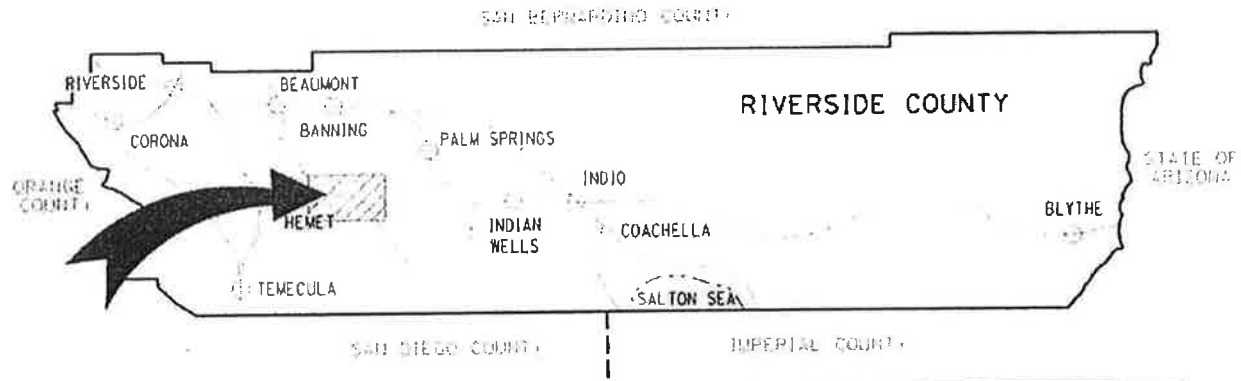 SAN BERNARDINO COUNTY
RIVERSIDE
BEAUMONT
RIVERSIDE COUNTY
BANNING
CORONA
PALM SPRINGS
STATE OF
ARIZONA
ORANGE
COUNTY
INDIO
HEMET
INDIAN
WELLS
COACHELLA
BLYTHE
TEMECULA
SALTON SEA
SAN DIEGO COUNTY
IMPERIAL COUNTY